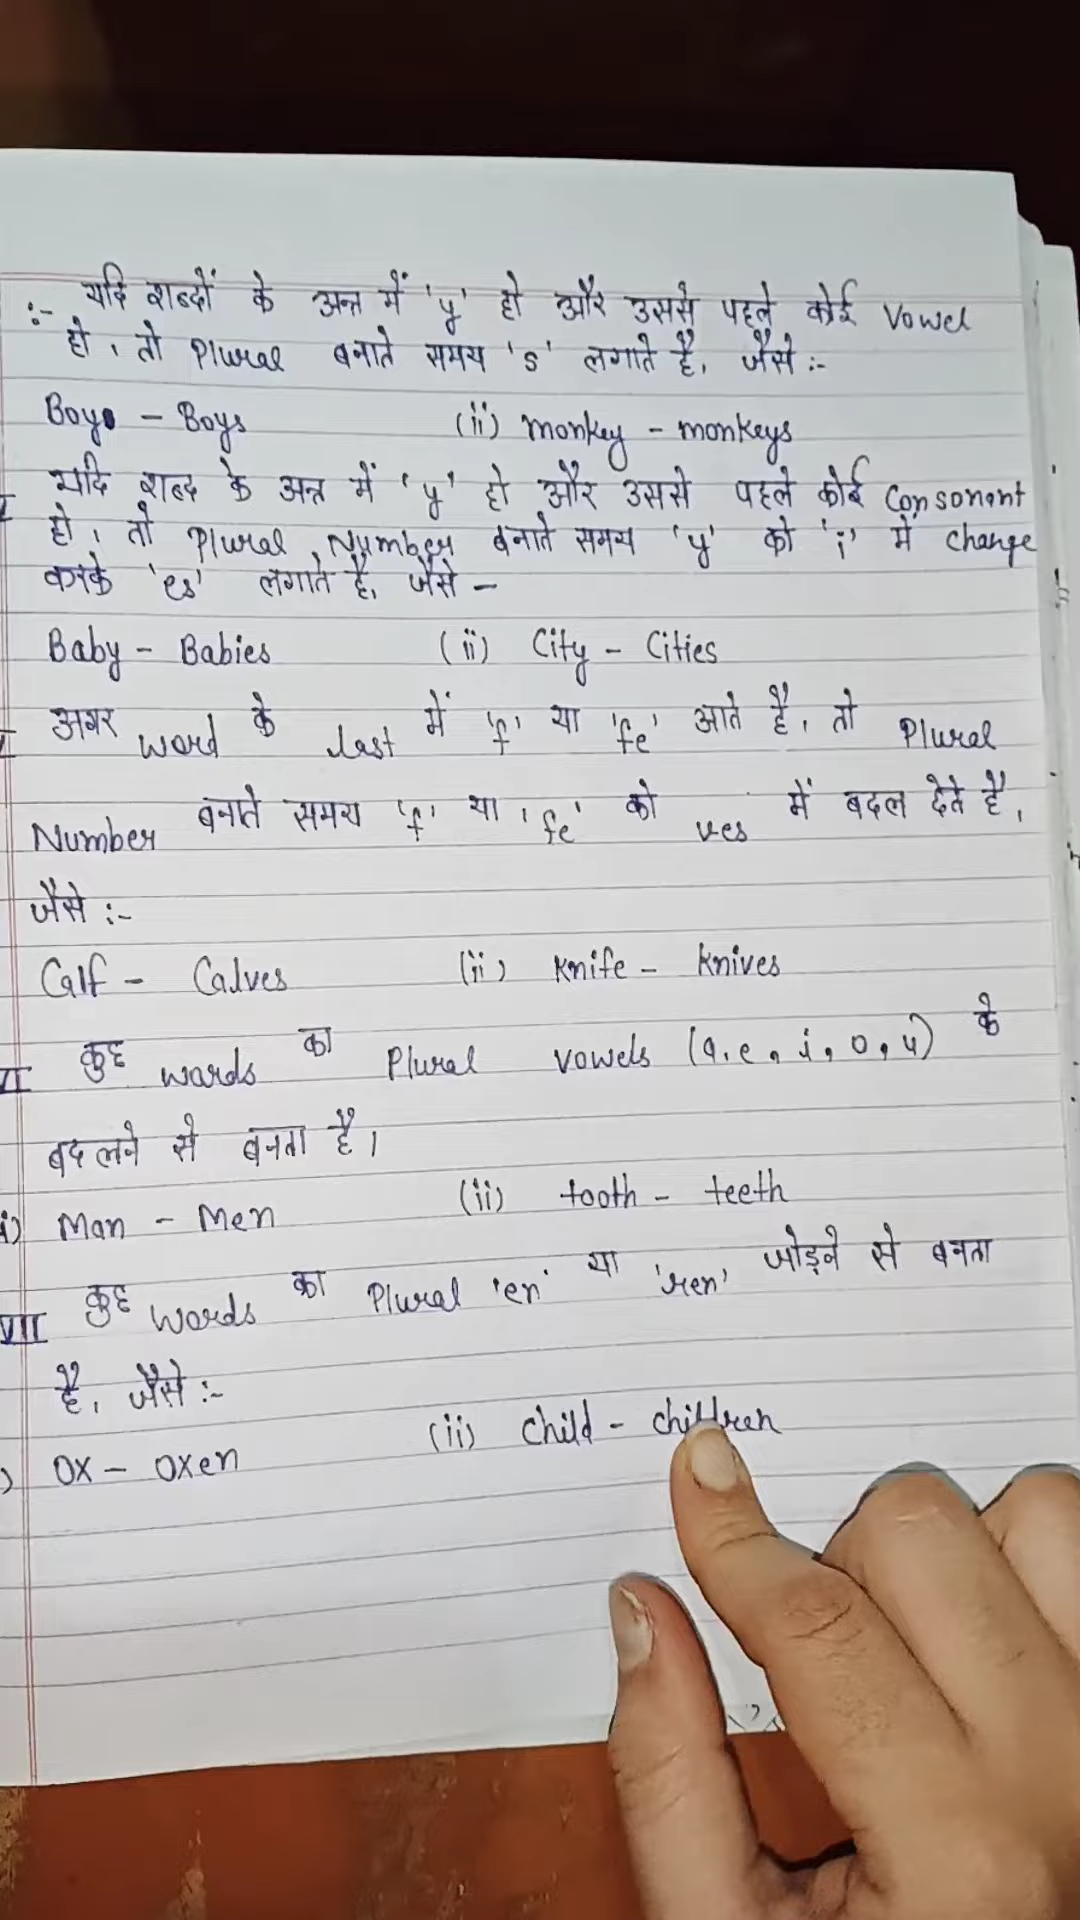 :- यदि शब्दों के अन्त में 'y' हो और उससे पहले कोई Vowel
हो, तो Plural बनाते समय 's' लगाते है, जैसे :-
Boy - Boys (ii) monkey - monkeys
यदि शब्द के अन्त में 'y' हो और उससे पहले कोई Consonent
हो, तो Plural Number बनाते समय 'y' को 'i' में change
करके 'es' लगाते है, जैसे -
Baby - Babies (ii) City - Cities
अगर word के last में 'f' या 'fe' आते है, तो Plural
Number बनाते समय 'f' या 'fe' को ves में बदल देते है,
जैसे :-
Calf - Calves (ii) Knife - Knives
VI कुछ words का Plural vowels (a, e, i, o, u) के
बदलने से बनता है।
i) Man - Men (ii) tooth - teeth
VII कुछ words का Plural 'en' या 'ren' जोड़ने से बनता
है, जैसे :-
) Ox - Oxen (ii) Child - children